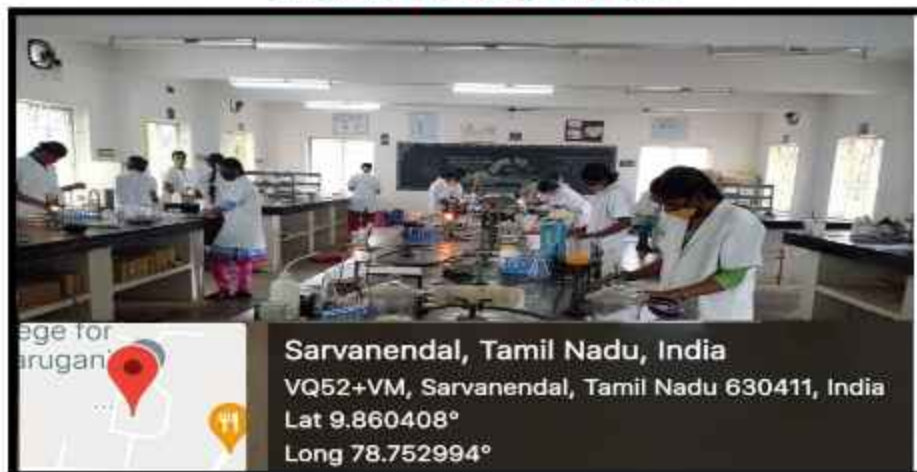 ege for
arugani
Sarvanendal, Tamil Nadu, India
VQ52+VM, Sarvanendal, Tamil Nadu 630411, India
Lat 9.860408°
Long 78.752994°